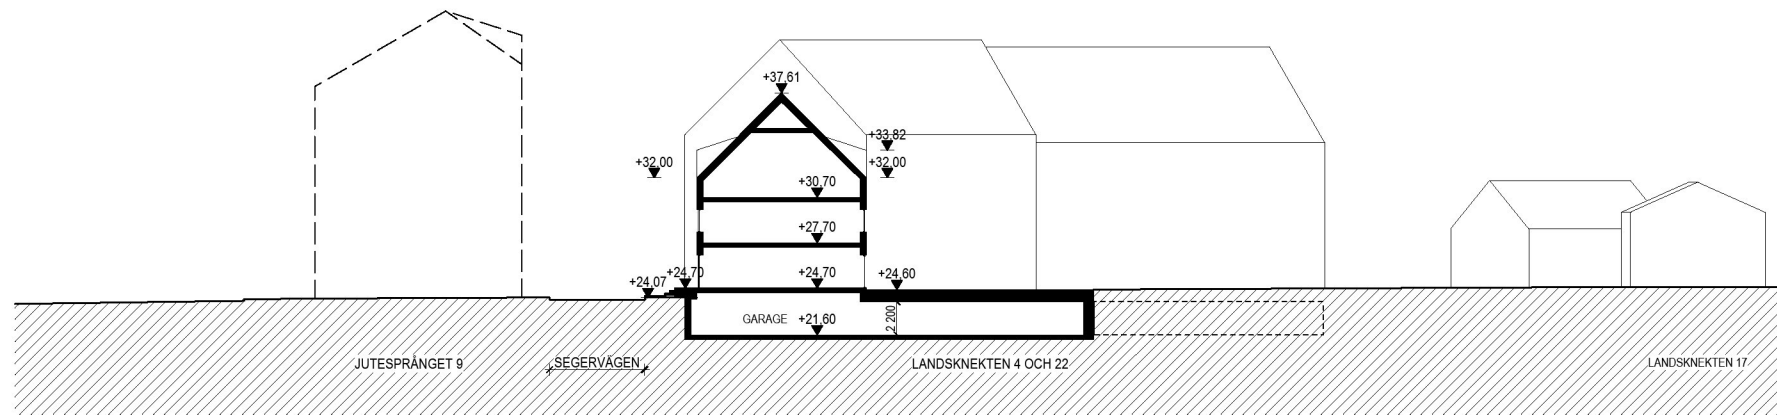 +37,61
+33,82
+32,00
+32,00
+30,70
+27,70
+24,07
+24,70
+24,70
+24,60
GARAGE +21,60
2 200
JUTESPRÅNGET 9
SEGERVÄGEN
LANDSKNEKTEN 4 OCH 22
LANDSKNEKTEN 17